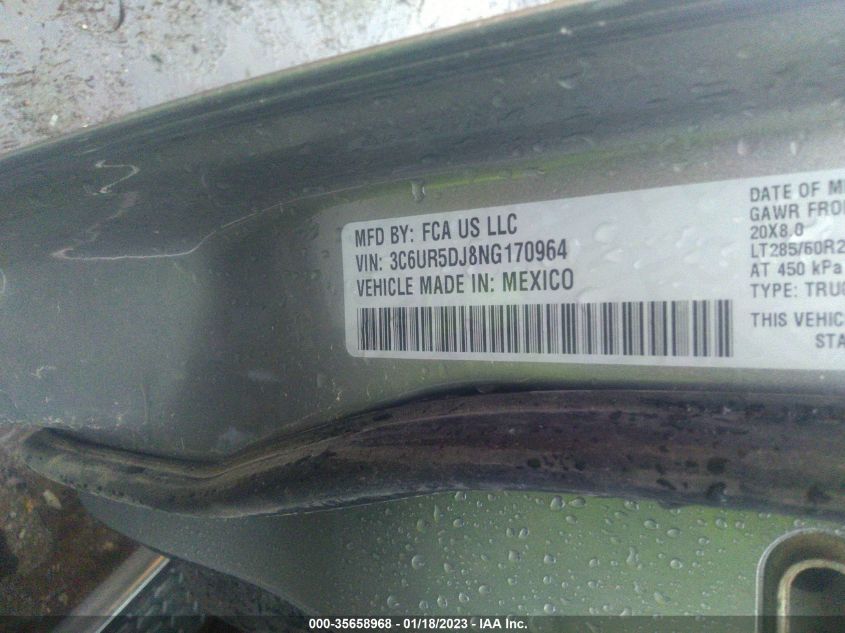 MFD BY: FCA US LLC
VIN: 3C6UR5DJ8NG170964
VEHICLE MADE IN: MEXICO
DATE OF M
GAWR FRO
20X8.0
LT285/60R2
AT 450 kPa
TYPE: TRU
THIS VEHIC
STA
000-35658968 - 01/18/2023 - IAA Inc.